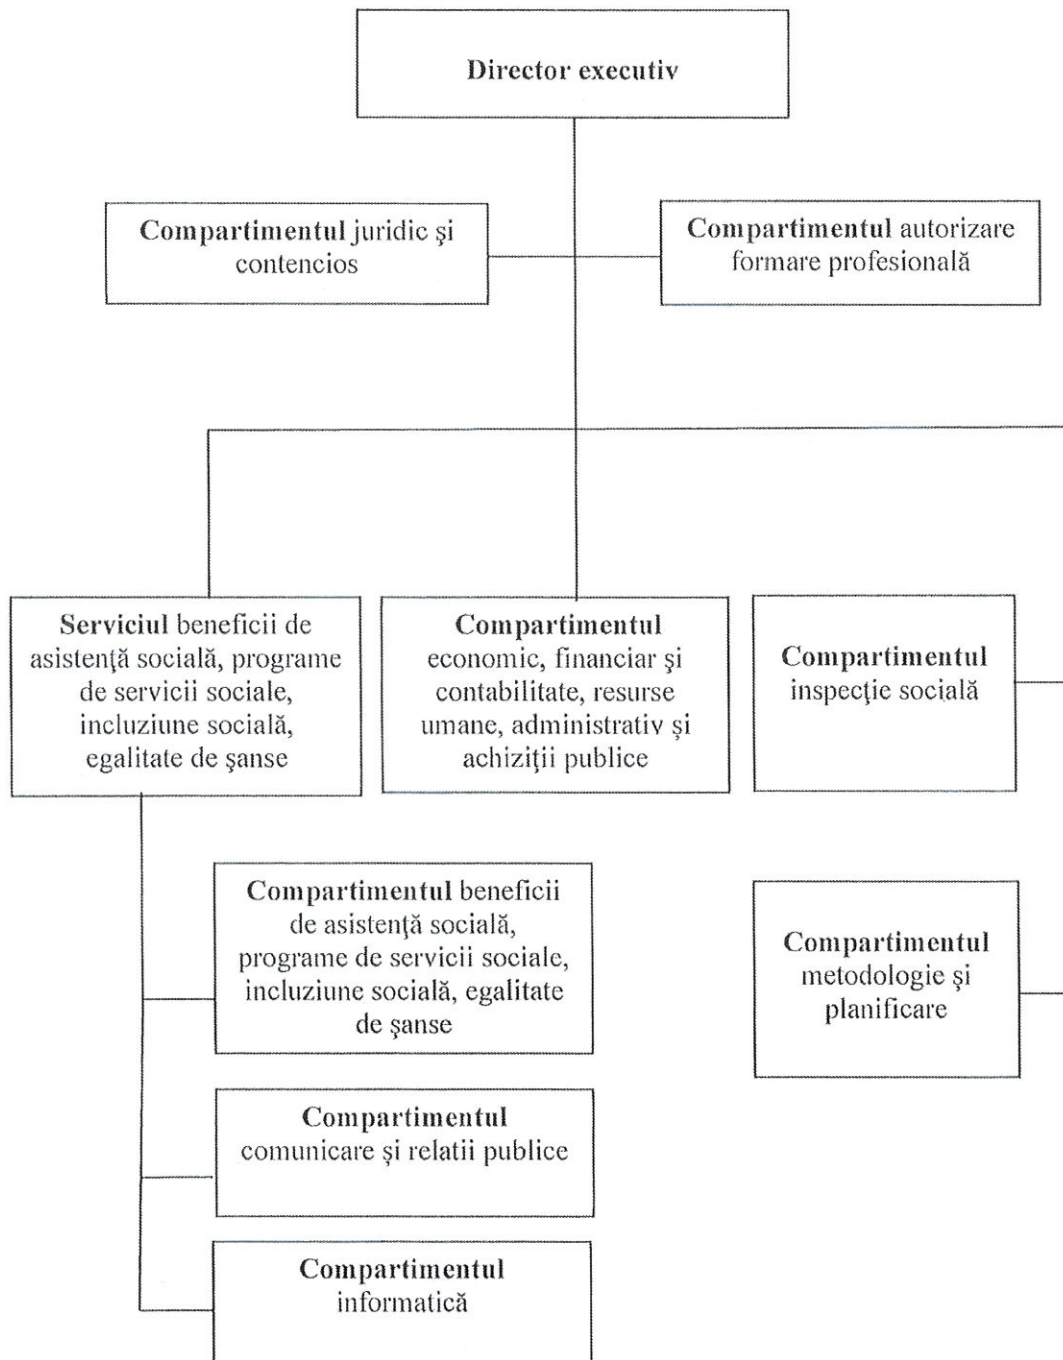 Director executiv
Compartimentul juridic şi
contencios
Compartimentul autorizare
formare profesională
Serviciul beneficii de
asistenţă socială, programe
de servicii sociale,
incluziune socială,
egalitate de şanse
Compartimentul
economic, financiar şi
contabilitate, resurse
umane, administrativ și
achiziţii publice
Compartimentul
inspecţie socială
Compartimentul beneficii
de asistenţă socială,
programe de servicii sociale,
incluziune socială, egalitate
de şanse
Compartimentul
metodologie și
planificare
Compartimentul
comunicare și relatii publice
Compartimentul
informatică